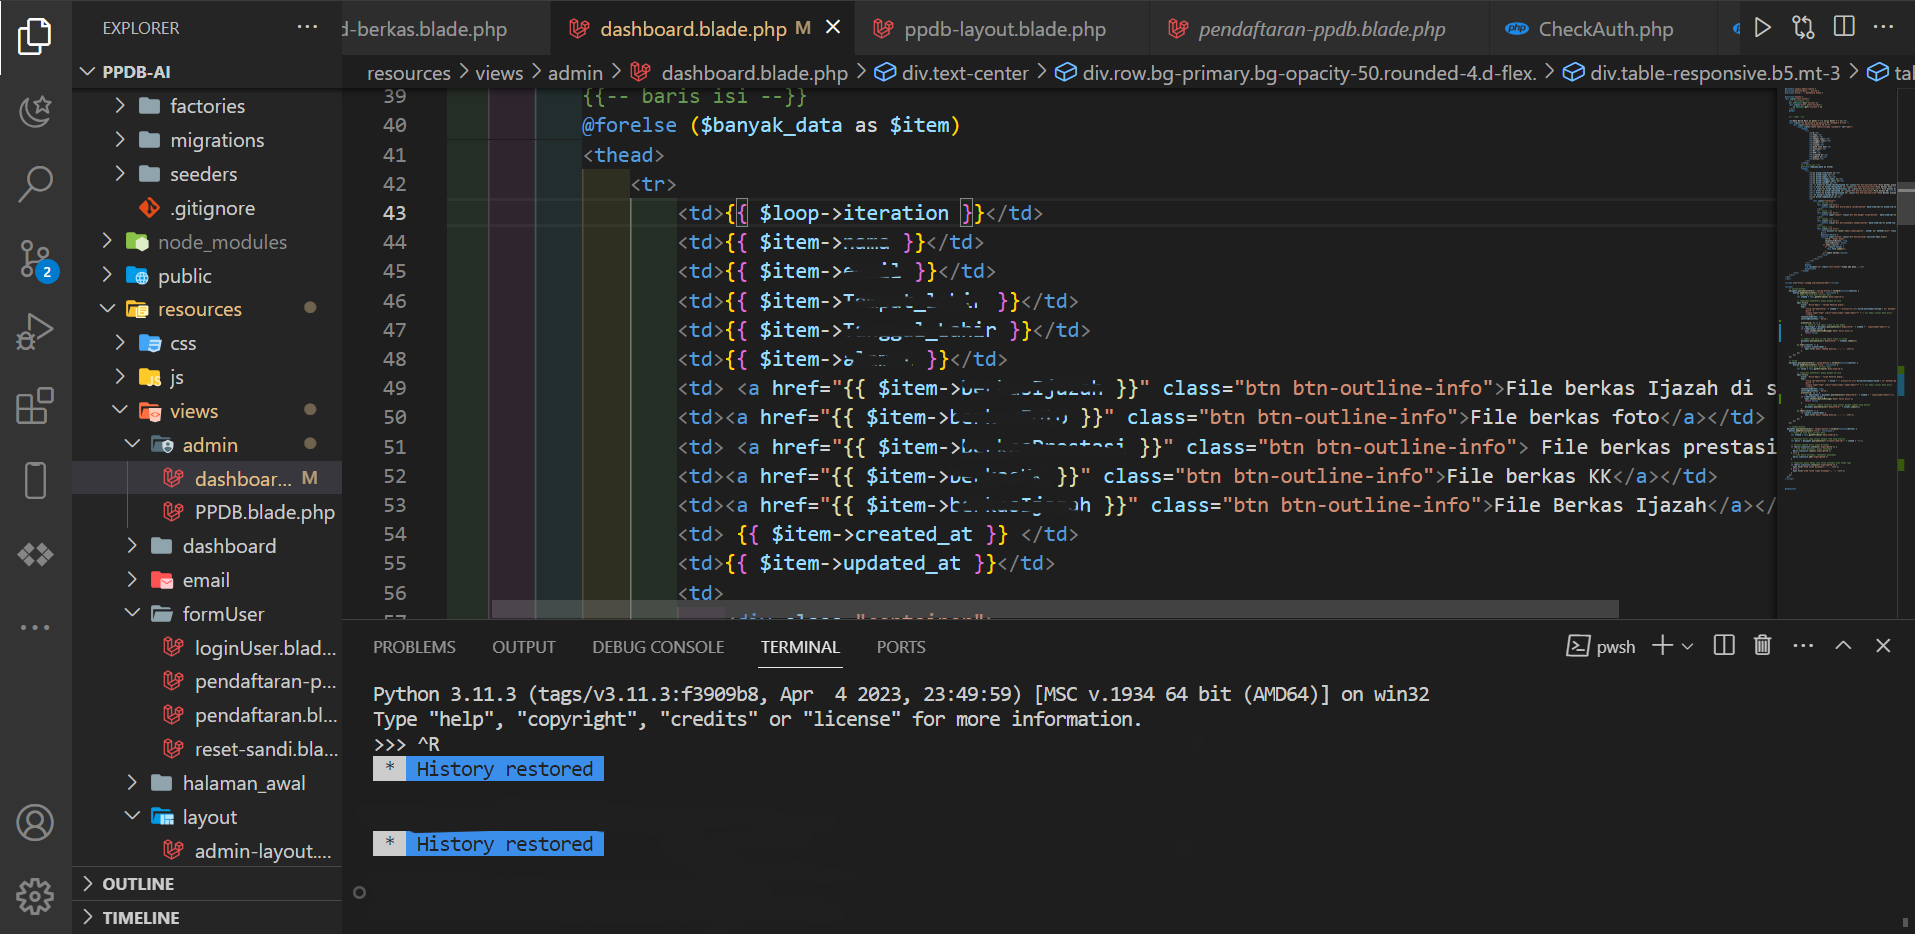 EXPLORER
d-berkas.blade.php
dashboard.blade.php M
ppdb-layout.blade.php
pendaftaran-ppdb.blade.php
CheckAuth.php
PPDB-AI
resources > views > admin > dashboard.blade.php > div.text-center > div.row.bg-primary.bg-opacity-50.rounded-4.d-flex. > div.table-responsive.b5.mt-3 >
factories
migrations
seeders
.gitignore
node_modules
public
resources
css
js
views
admin
dashboar... M
PPDB.blade.php
dashboard
email
formUser
loginUser.blad...
pendaftaran-p...
pendaftaran.bl...
reset-sandi.bla...
halaman_awal
layout
admin-layout....
OUTLINE
TIMELINE
2
39 {{-- baris isi --}}
40 @forelse ($banyak_data as $item)
41 <thead>
42 <tr>
43 <td>{{ $loop->iteration }}</td>
44 <td>{{ $item-> }}</td>
45 <td>{{ $item-> }}</td>
46 <td>{{ $item-> }}</td>
47 <td>{{ $item-> }}</td>
48 <td>{{ $item-> }}</td>
49 <td> <a href="{{ $item-> }}" class="btn btn-outline-info">File berkas Ijazah di s
50 <td><a href="{{ $item-> }}" class="btn btn-outline-info">File berkas foto</a></td>
51 <td> <a href="{{ $item-> }}" class="btn btn-outline-info"> File berkas prestasi
52 <td><a href="{{ $item-> }}" class="btn btn-outline-info">File berkas KK</a></td>
53 <td><a href="{{ $item-> }}" class="btn btn-outline-info">File Berkas Ijazah</a></
54 <td> {{ $item->created_at }} </td>
55 <td>{{ $item->updated_at }}</td>
56 <td>
PROBLEMS OUTPUT DEBUG CONSOLE TERMINAL PORTS
pwsh
Python 3.11.3 (tags/v3.11.3:f3909b8, Apr  4 2023, 23:49:59) [MSC v.1934 64 bit (AMD64)] on win32
Type "help", "copyright", "credits" or "license" for more information.
>>> ^R
* History restored
* History restored